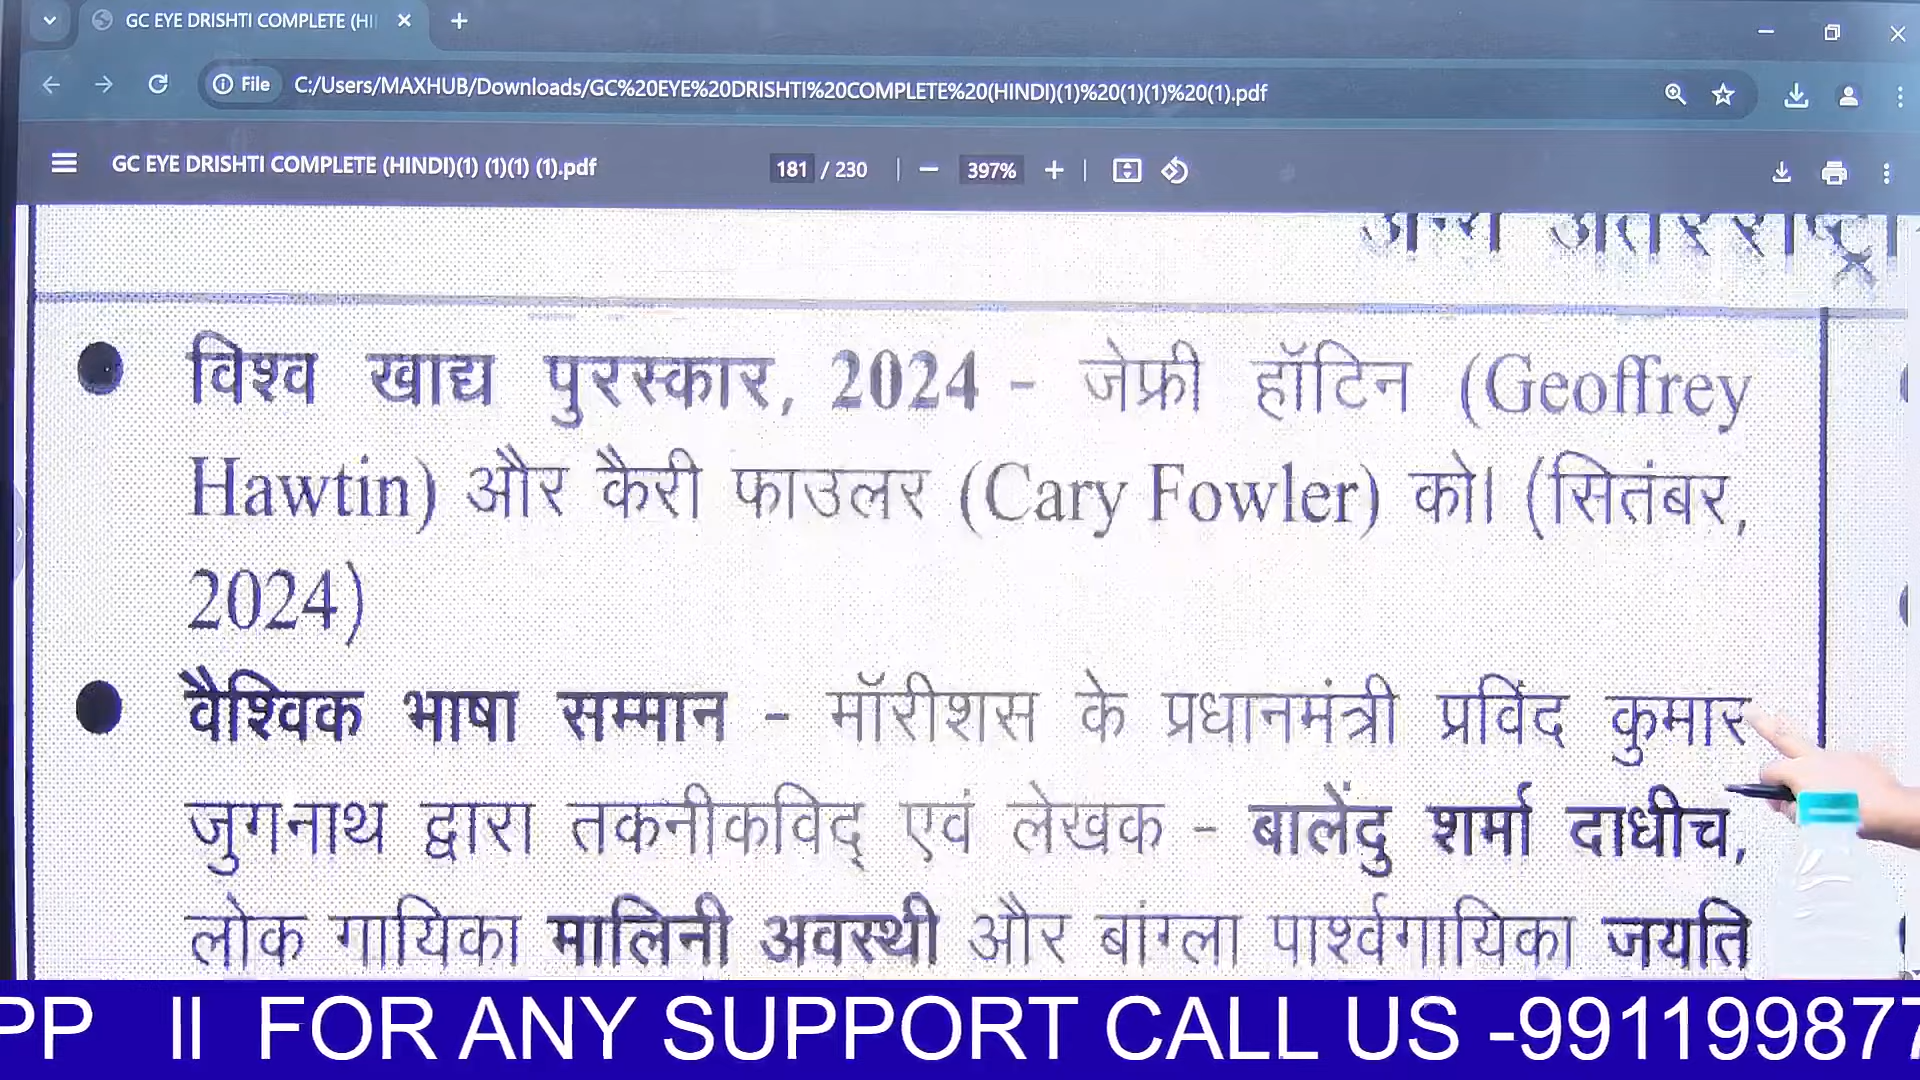 GC EYE DRISHTI COMPLETE (HI
File C:/Users/MAXHUB/Downloads/GC%20EYE%20DRISHTI%20COMPLETE%20(HINDI)(1)%20(1)(1)%20(1).pdf
GC EYE DRISHTI COMPLETE (HINDI)(1) (1)(1) (1).pdf 181 / 230 397%
विश्व खाद्य पुरस्कार, 2024 - जेफ्री हॉटिन (Geoffrey
Hawtin) और कैरी फाउलर (Cary Fowler) को। (सितंबर,
2024)
वैश्विक भाषा सम्मान - मॉरीशस के प्रधानमंत्री प्रविंद कुमार
जुगनाथ द्वारा तकनीकविद् एवं लेखक - बालेंदु शर्मा दाधीच,
लोक गायिका मालिनी अवस्थी और बांग्ला पार्श्वगायिका जयति
PP II FOR ANY SUPPORT CALL US -991199877